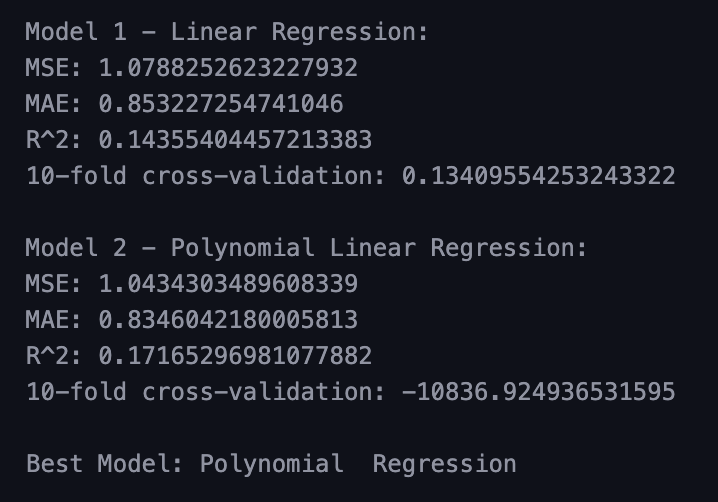 Model 1 - Linear Regression:
MSE: 1.0788252623227932
MAE: 0.853227254741046
R^2: 0.14355404457213383
10-fold cross-validation: 0.13409554253243322
Model 2 - Polynomial Linear Regression:
MSE: 1.0434303489608339
MAE: 0.8346042180005813
R^2: 0.17165296981077882
10-fold cross-validation: -10836.924936531595
Best Model: Polynomial  Regression